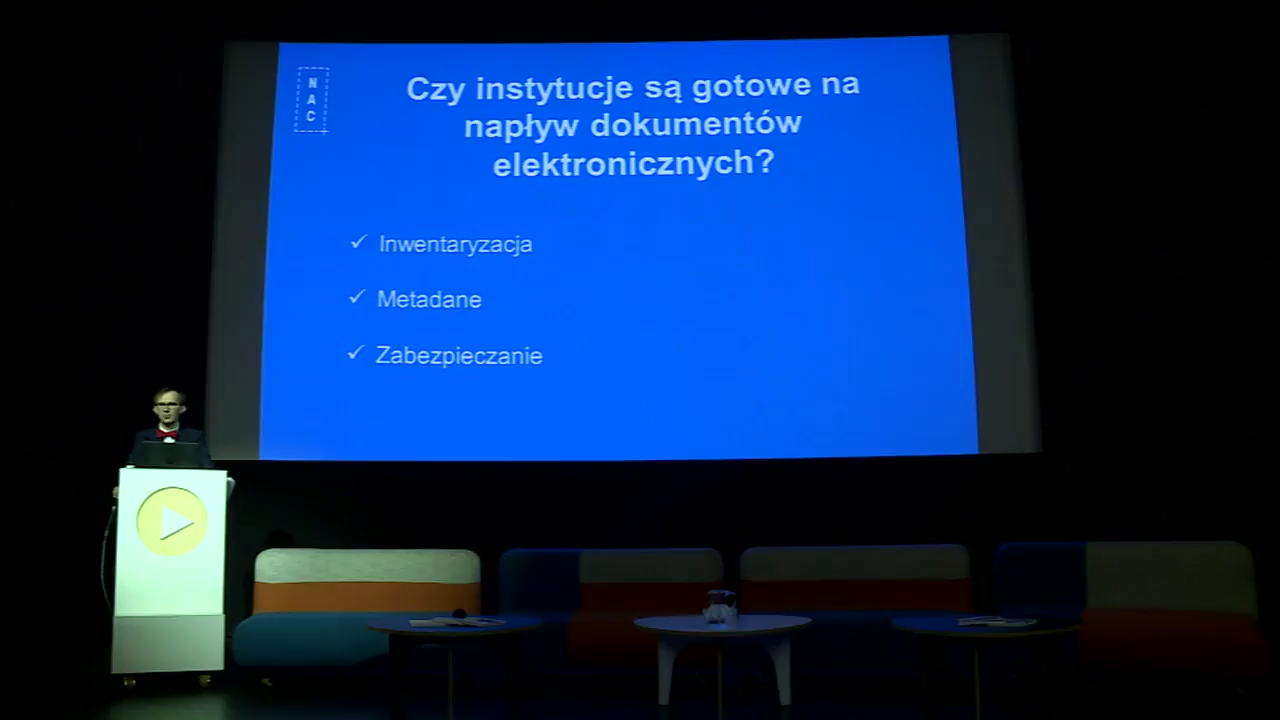 N
A
C
Czy instytucje są gotowe na
napływ dokumentów
elektronicznych?
✓ Inwentaryzacja
✓ Metadane
✓ Zabezpieczanie